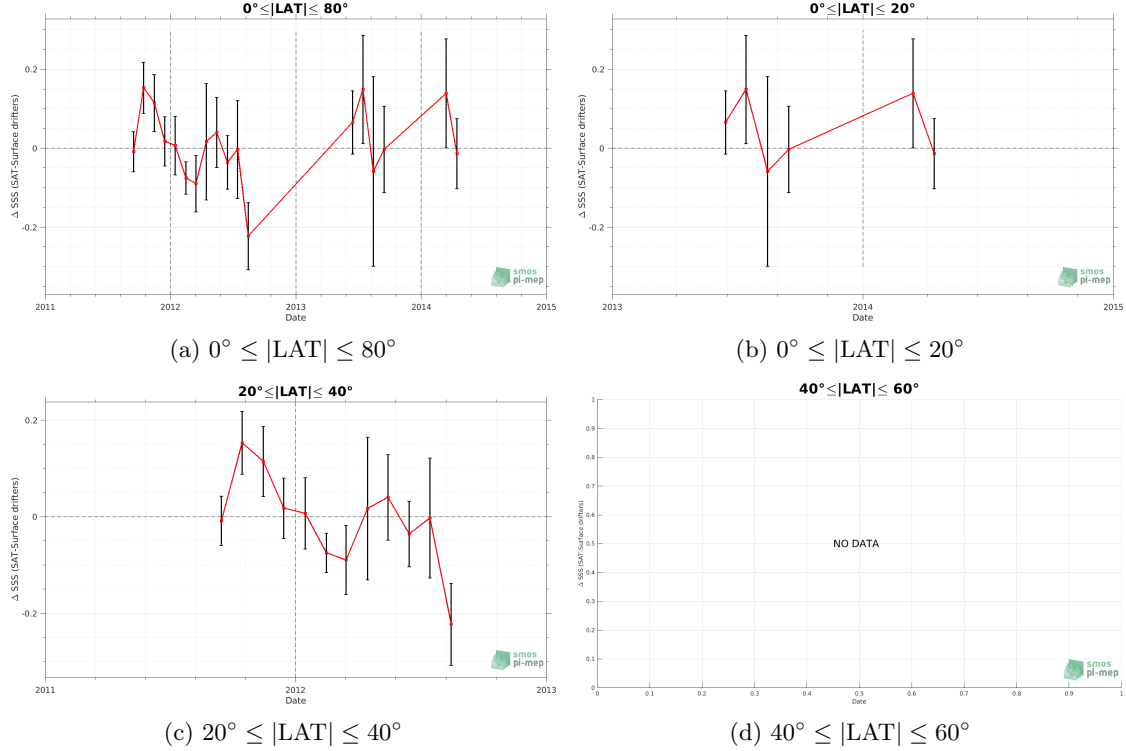 0°≤|LAT|≤ 80°
Δ SSS (SAT-Surface drifters)
0.2
0
-0.2
2011 2012 2013 2014 2015
Date
smos
pi-mep
(a) 0° ≤ |LAT| ≤ 80°
0°≤|LAT|≤ 20°
Δ SSS (SAT-Surface drifters)
0.2
0
-0.2
2013 2014 2015
Date
smos
pi-mep
(b) 0° ≤ |LAT| ≤ 20°
20°≤|LAT|≤ 40°
Δ SSS (SAT-Surface drifters)
0.2
0
-0.2
2011 2012 2013
Date
smos
pi-mep
(c) 20° ≤ |LAT| ≤ 40°
40°≤|LAT|≤ 60°
Δ SSS (SAT-Surface drifters)
1
0.9
0.8
0.7
0.6
0.5
0.4
0.3
0.2
0.1
0
NO DATA
0 0.1 0.2 0.3 0.4 0.5 0.6 0.7 0.8 0.9 1
Date
smos
pi-mep
(d) 40° ≤ |LAT| ≤ 60°